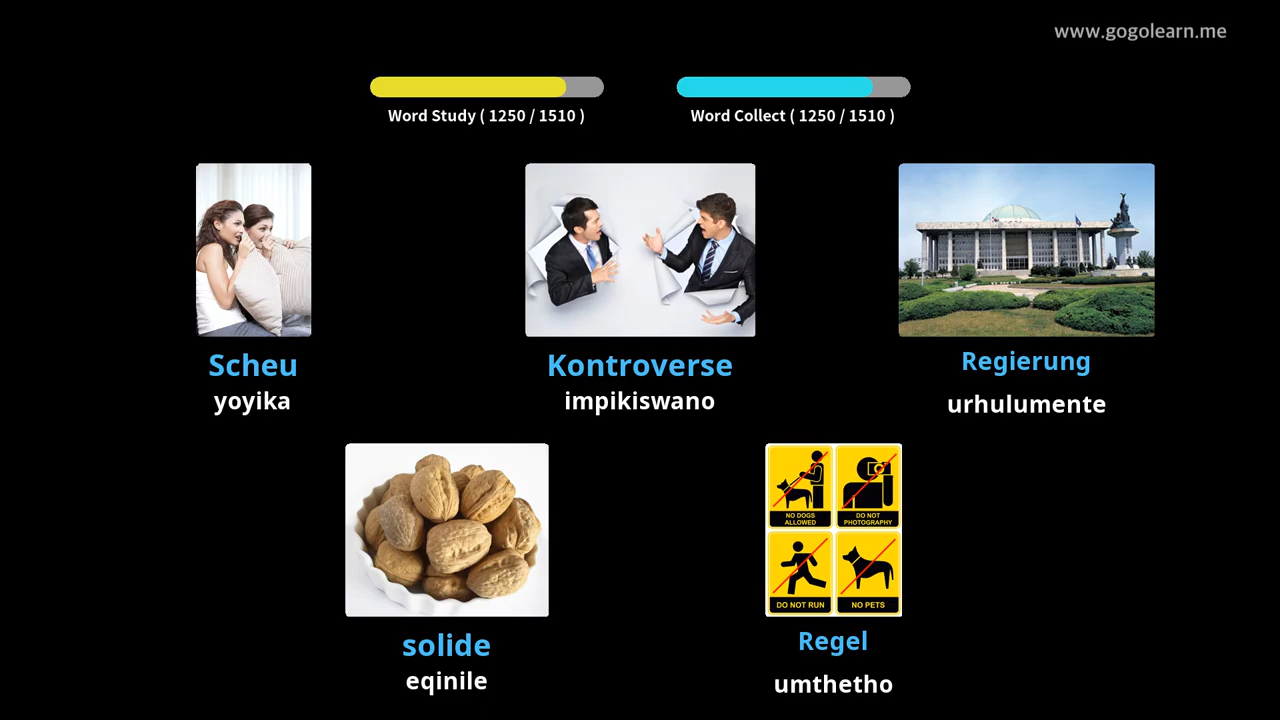 www.gogolearn.me
Word Study ( 1250 / 1510 )
Word Collect ( 1250 / 1510 )
Scheu
yoyika
Kontroverse
impikiswano
Regierung
urhulumente
NO DOGS
ALLOWED
DO NOT
PHOTOGRAPHY
DO NOT RUN
NO PETS
solide
eqinile
Regel
umthetho